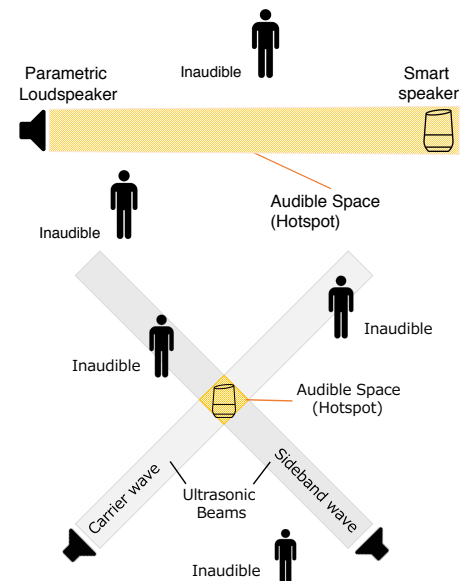 Inaudible
Parametric
Loudspeaker
Smart
speaker
Audible Space
(Hotspot)
Inaudible
Inaudible
Inaudible
Audible Space
(Hotspot)
Carrier wave
Ultrasonic
Beams
Sideband wave
Inaudible